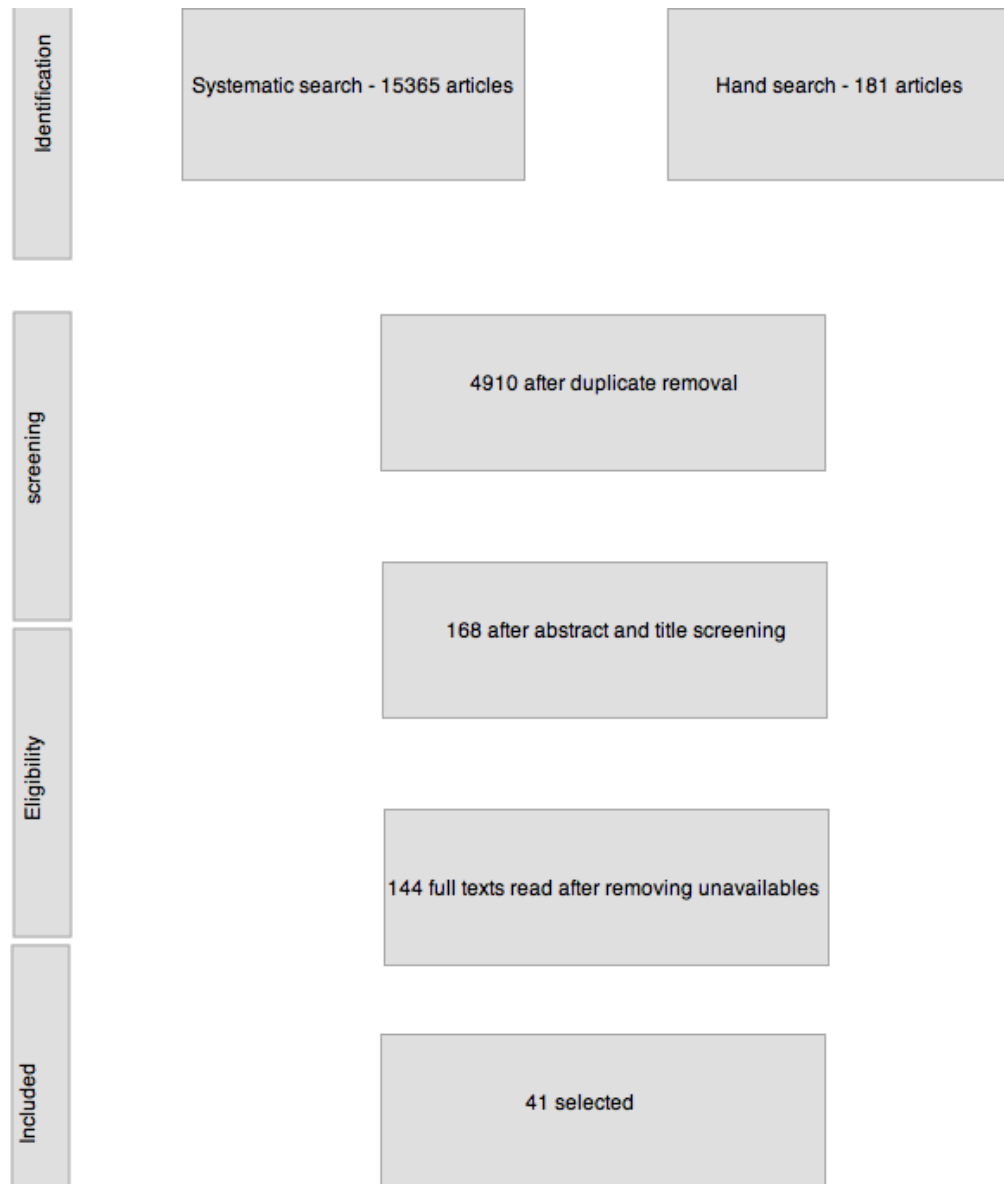 Identification
Systematic search - 15365 articles
Hand search - 181 articles
screening
4910 after duplicate removal
168 after abstract and title screening
Eligibility
144 full texts read after removing unavailables
Included
41 selected